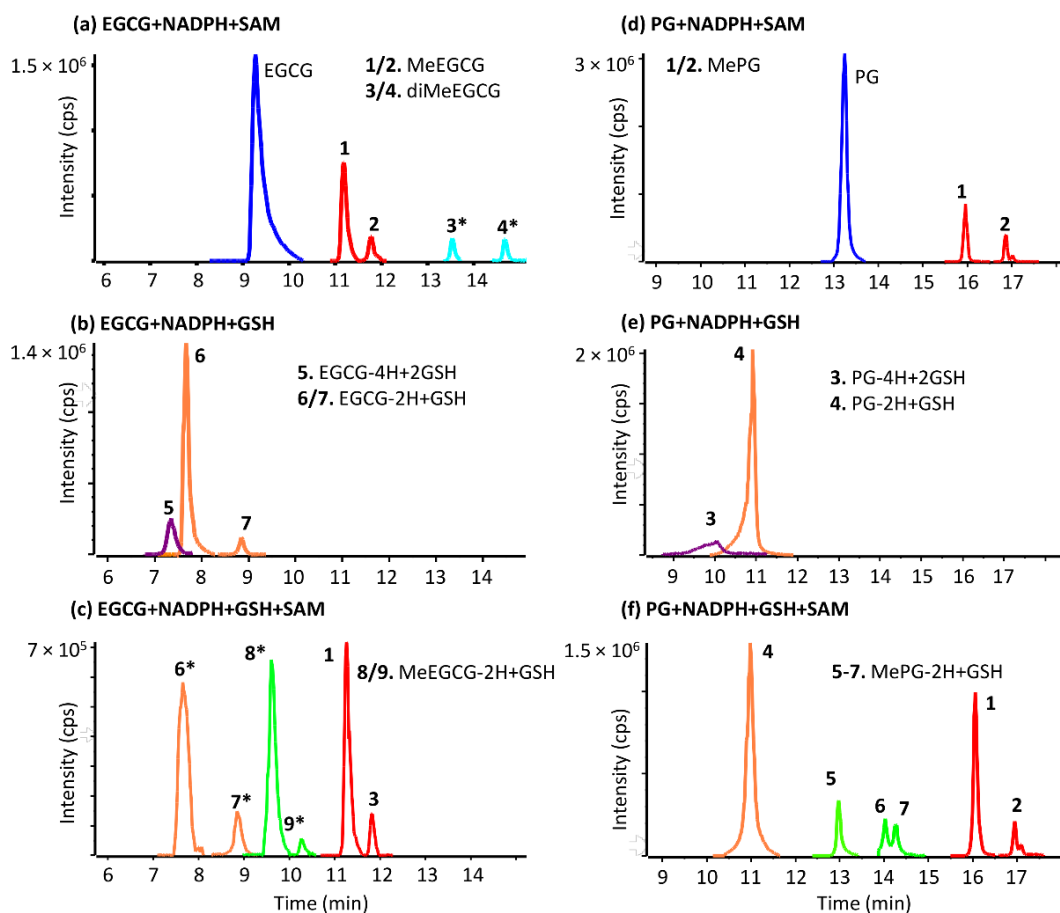 (a) EGCG+NADPH+SAM
1.5 × 10⁶
Intensity (cps)
EGCG
1/2. MeEGCG
3/4. diMeEGCG
1
2
3*
4*
6 7 8 9 10 11 12 13 14
(b) EGCG+NADPH+GSH
1.4 × 10⁶
Intensity (cps)
6
5. EGCG-4H+2GSH
6/7. EGCG-2H+GSH
5
7
6 7 8 9 10 11 12 13 14
(c) EGCG+NADPH+GSH+SAM
7 × 10⁵
Intensity (cps)
6*
8*
1
8/9. MeEGCG-2H+GSH
7*
9*
3
6 7 8 9 10 11 12 13 14
Time (min)
(d) PG+NADPH+SAM
3 × 10⁶
Intensity (cps)
1/2. MePG
PG
1
2
9 10 11 12 13 14 15 16 17
(e) PG+NADPH+GSH
2 × 10⁶
Intensity (cps)
4
3. PG-4H+2GSH
4. PG-2H+GSH
3
9 10 11 12 13 14 15 16 17
(f) PG+NADPH+GSH+SAM
1.5 × 10⁶
Intensity (cps)
4
5-7. MePG-2H+GSH
1
5
6
7
2
9 10 11 12 13 14 15 16 17
Time (min)